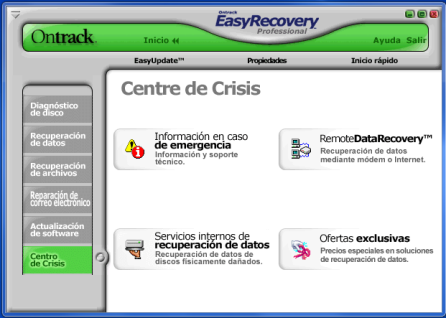 Ontrack
EasyRecovery
Professional
Ontrack
Inicio
Ayuda Salir
EasyUpdate™ Propiedades Inicio rápido
Centre de Crisis
Diagnóstico
de disco
Recuperación
de datos
Recuperación
de archivos
Reparación de
correo electrónico
Actualización
de software
Centro
de Crisis
Información en caso
de emergencia
Información y soporte
técnico.
RemoteDataRecovery™
Recuperación de datos
mediante módem o Internet.
Servicios internos de
recuperación de datos
Recuperación de datos de
discos físicamente dañados.
Ofertas exclusivas
Precios especiales en soluciones
de recuperación de datos.